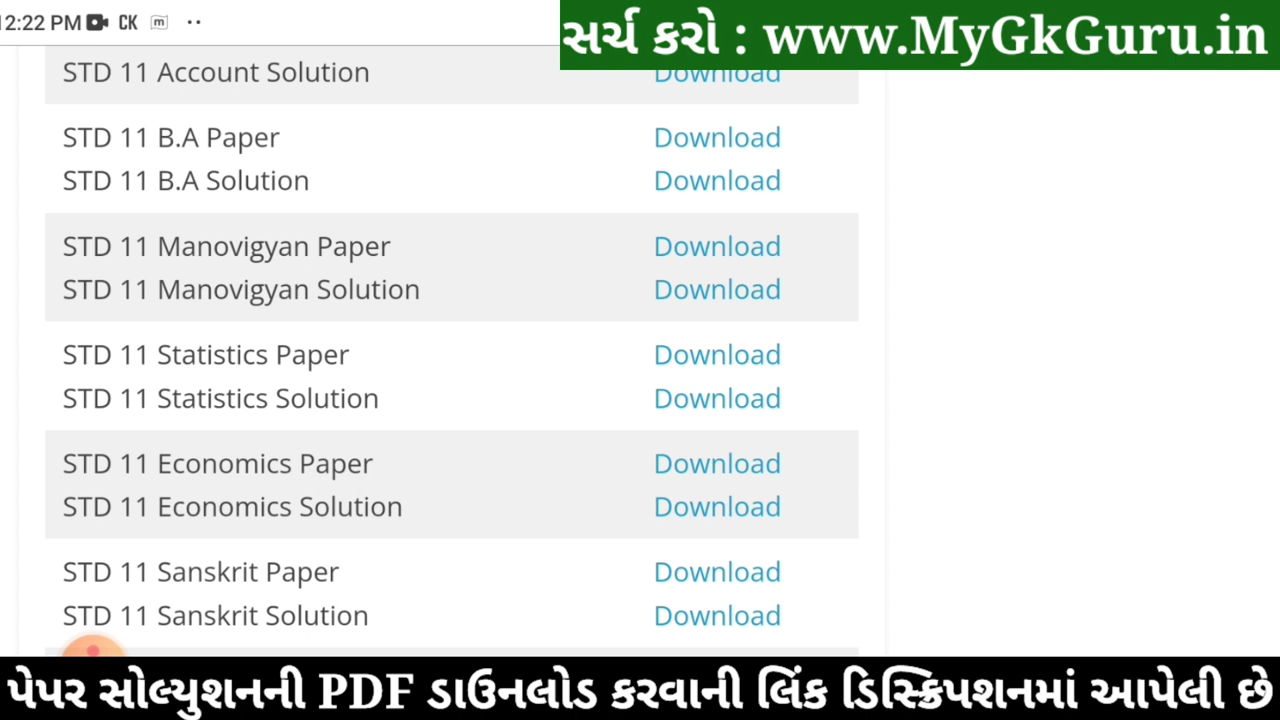 12:22 PM CK m ..
સર્ચ કરો : www.MyGkGuru.in
STD 11 Account Solution Download
STD 11 B.A Paper Download
STD 11 B.A Solution Download
STD 11 Manovigyan Paper Download
STD 11 Manovigyan Solution Download
STD 11 Statistics Paper Download
STD 11 Statistics Solution Download
STD 11 Economics Paper Download
STD 11 Economics Solution Download
STD 11 Sanskrit Paper Download
STD 11 Sanskrit Solution Download
પેપર સોલ્યુશનની PDF ડાઉનલોડ કરવાની લિંક ડિસ્ક્રિપશનમાં આપેલી છે